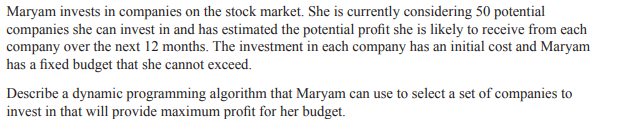 Maryam invests in companies on the stock market. She is currently considering 50 potential
companies she can invest in and has estimated the potential profit she is likely to receive from each
company over the next 12 months. The investment in each company has an initial cost and Maryam
has a fixed budget that she cannot exceed.
Describe a dynamic programming algorithm that Maryam can use to select a set of companies to
invest in that will provide maximum profit for her budget.